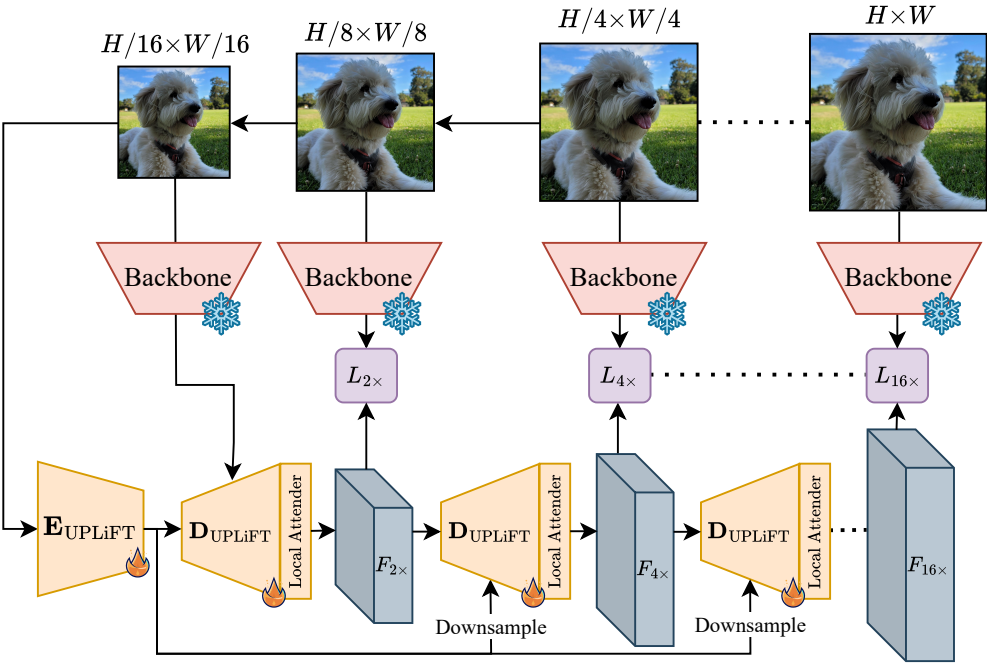 H/16×W/16
H/8×W/8
H/4×W/4
H×W
Backbone
Backbone
Backbone
Backbone
L2×
L4×
L16×
EUPLiFT
DUPLiFT
Local Attender
F2×
DUPLiFT
Local Attender
F4×
DUPLiFT
Local Attender
F16×
Downsample
Downsample